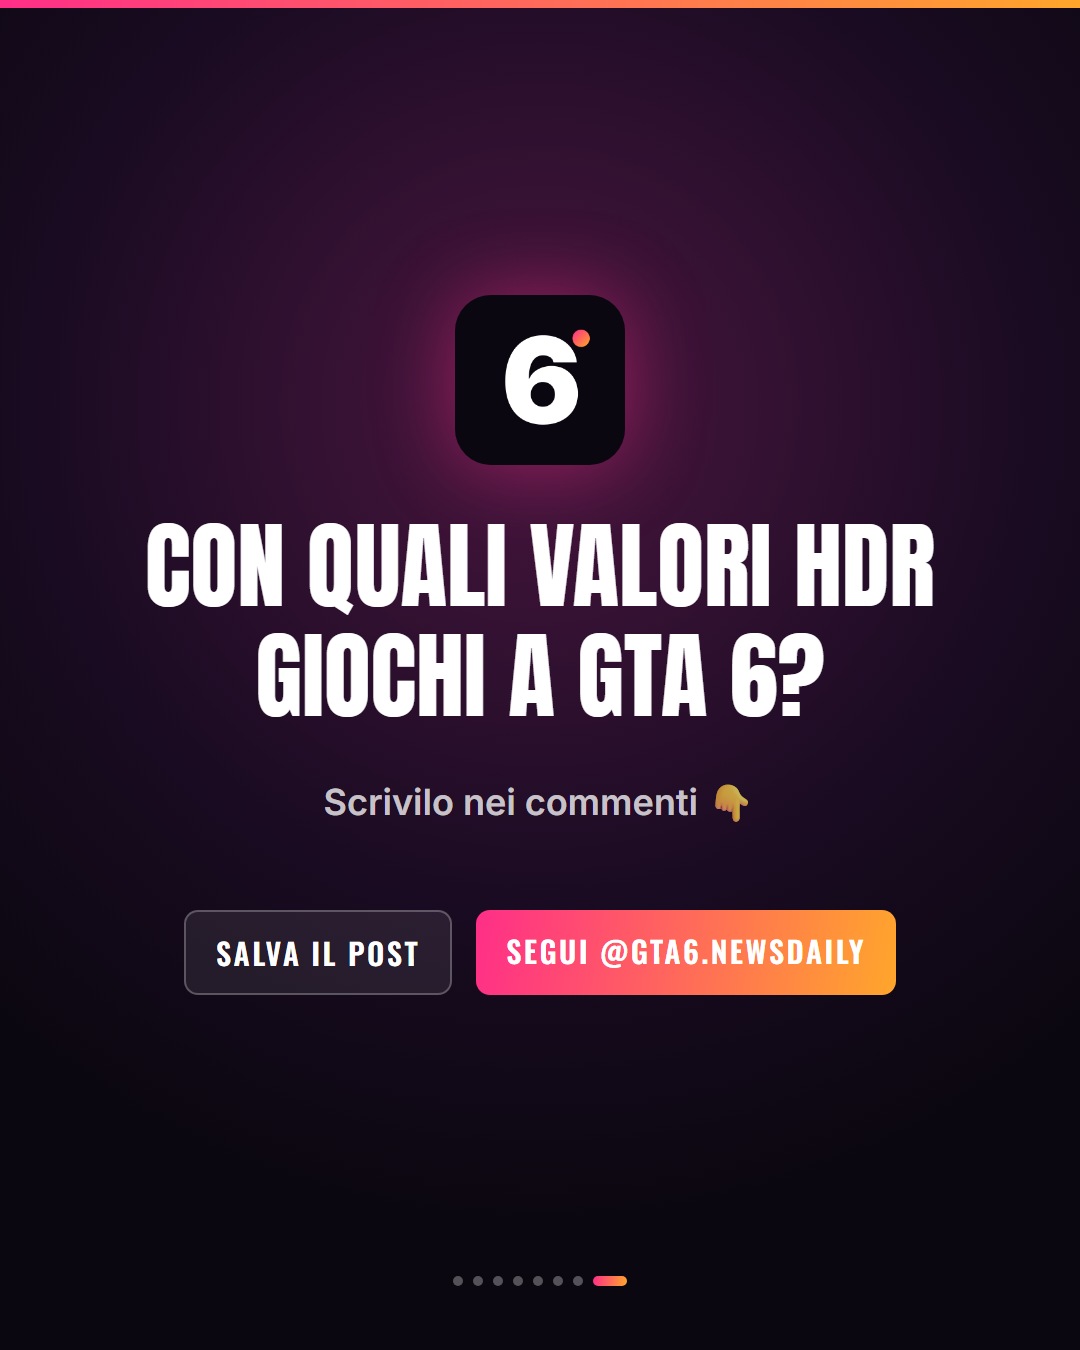 6
CON QUALI VALORI HDR
GIOCHI A GTA 6?
Scrivilo nei commenti 👇
SALVA IL POST
SEGUI @GTA6.NEWSDAILY